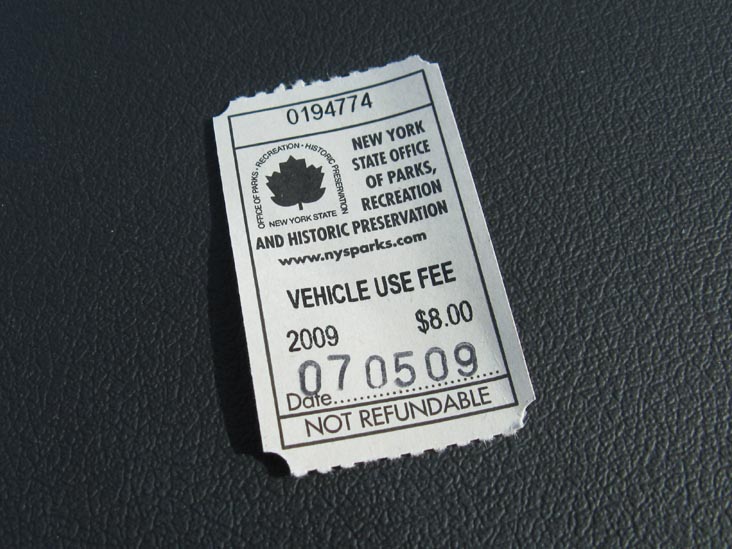 0194774
OFFICE OF PARKS • RECREATION • HISTORIC PRESERVATION
NEW YORK STATE
NEW YORK
STATE OFFICE
OF PARKS,
RECREATION
AND HISTORIC PRESERVATION
www.nysparks.com
VEHICLE USE FEE
2009 $8.00
070509
Date....................
NOT REFUNDABLE